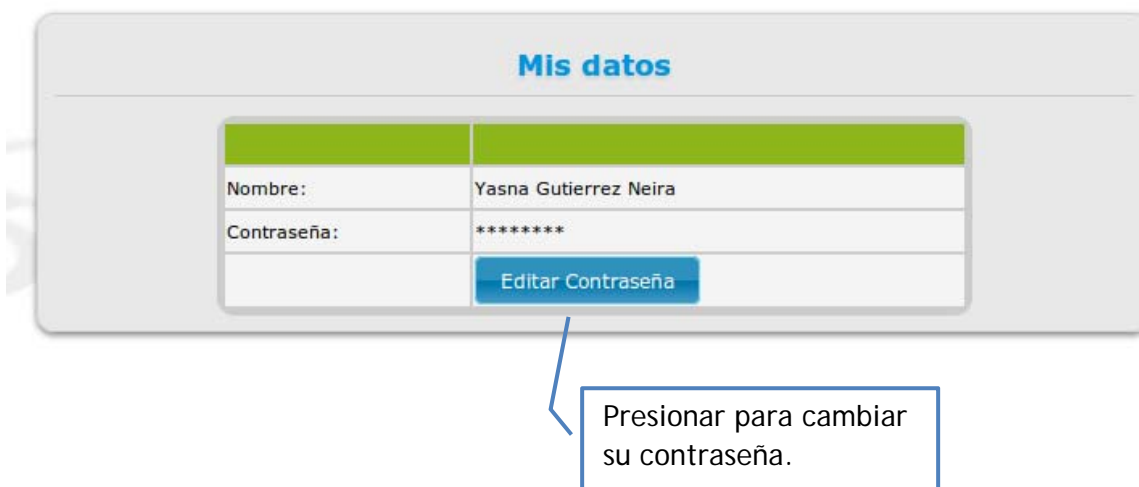 Mis datos
Nombre: Yasna Gutierrez Neira
Contraseña: ********
Editar Contraseña
Presionar para cambiar
su contraseña.